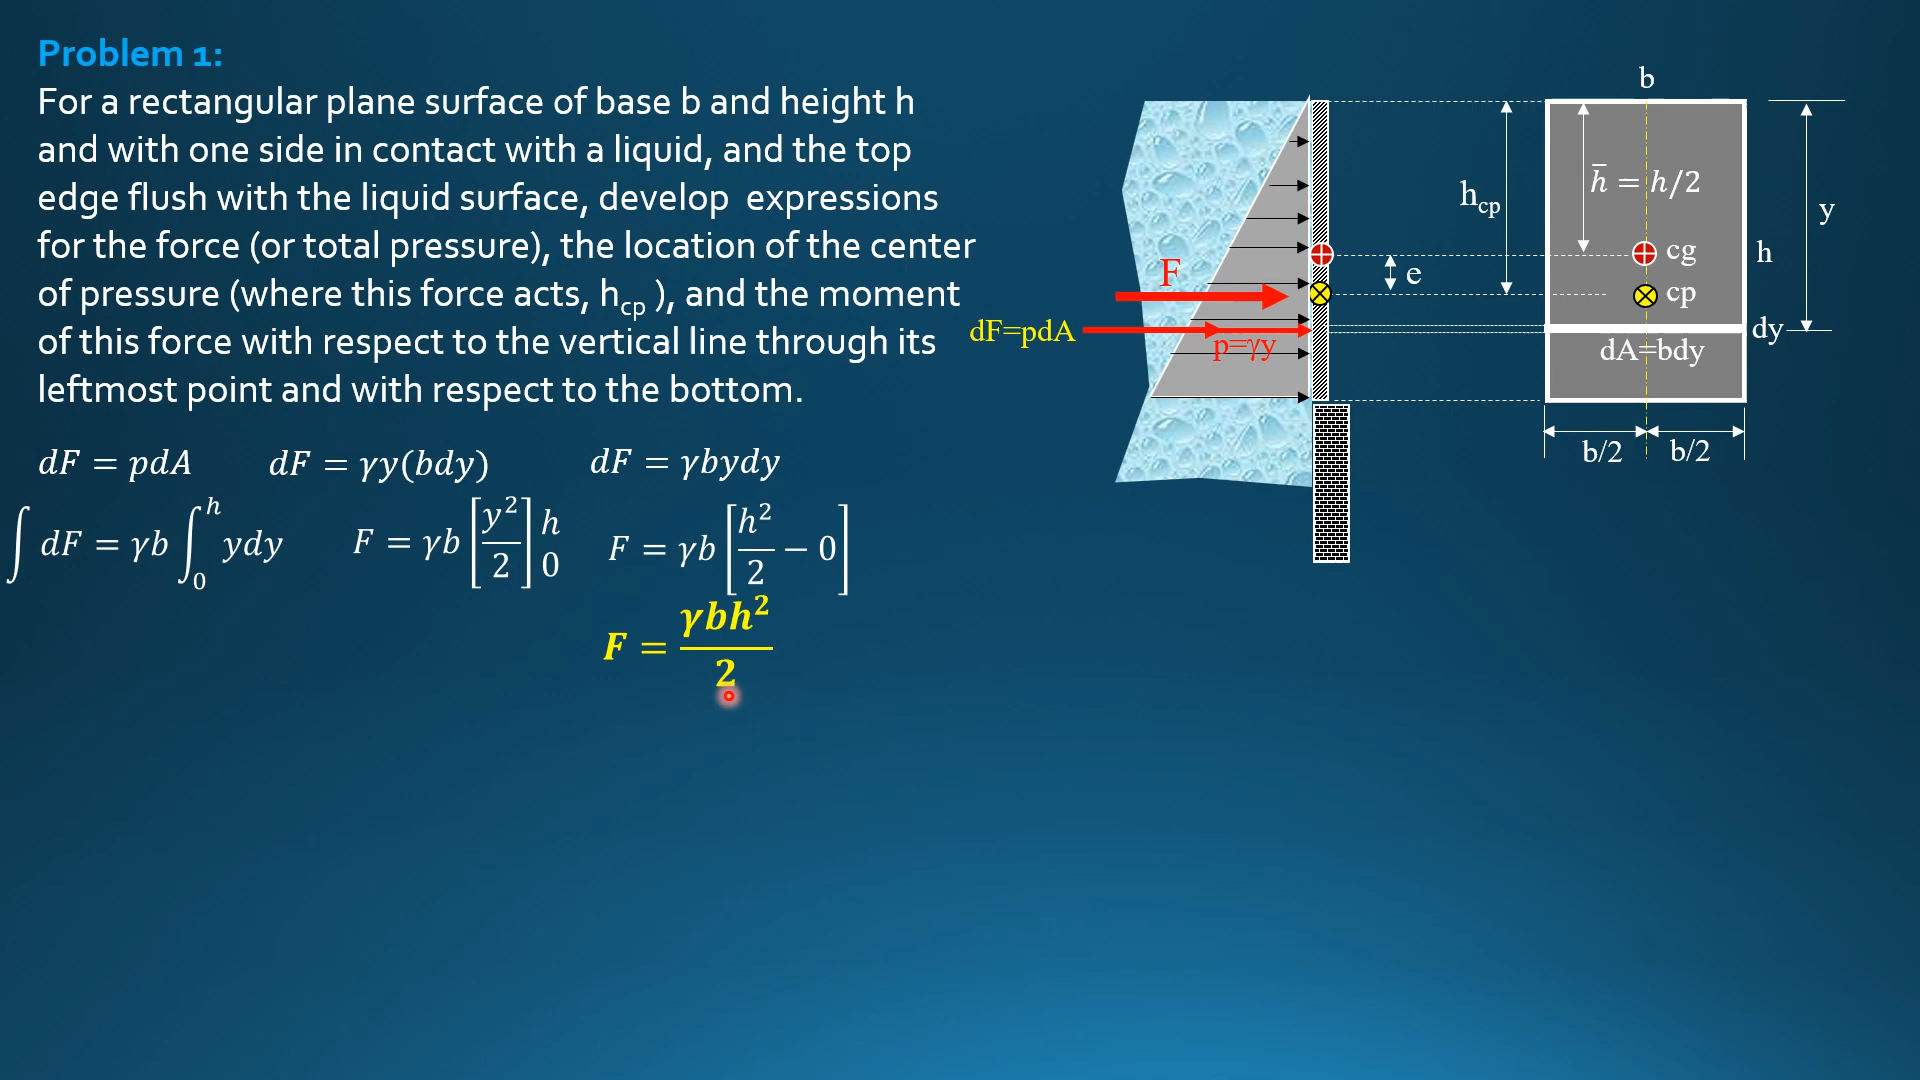 Problem 1:
For a rectangular plane surface of base b and height h
and with one side in contact with a liquid, and the top
edge flush with the liquid surface, develop expressions
for the force (or total pressure), the location of the center
of pressure (where this force acts, hcp ), and the moment
of this force with respect to the vertical line through its
leftmost point and with respect to the bottom.
dF = pdA
dF = γy(bdy)
dF = γbydy
∫ dF = γb ∫₀ʰ ydy
F = γb [y²/2] h 0
F = γb [h²/2 − 0]
F = γbh²/2
F
dF=pdA
p=γy
e
hcp
b
h̄ = h/2
cg
cp
h
y
dy
dA=bdy
b/2
b/2